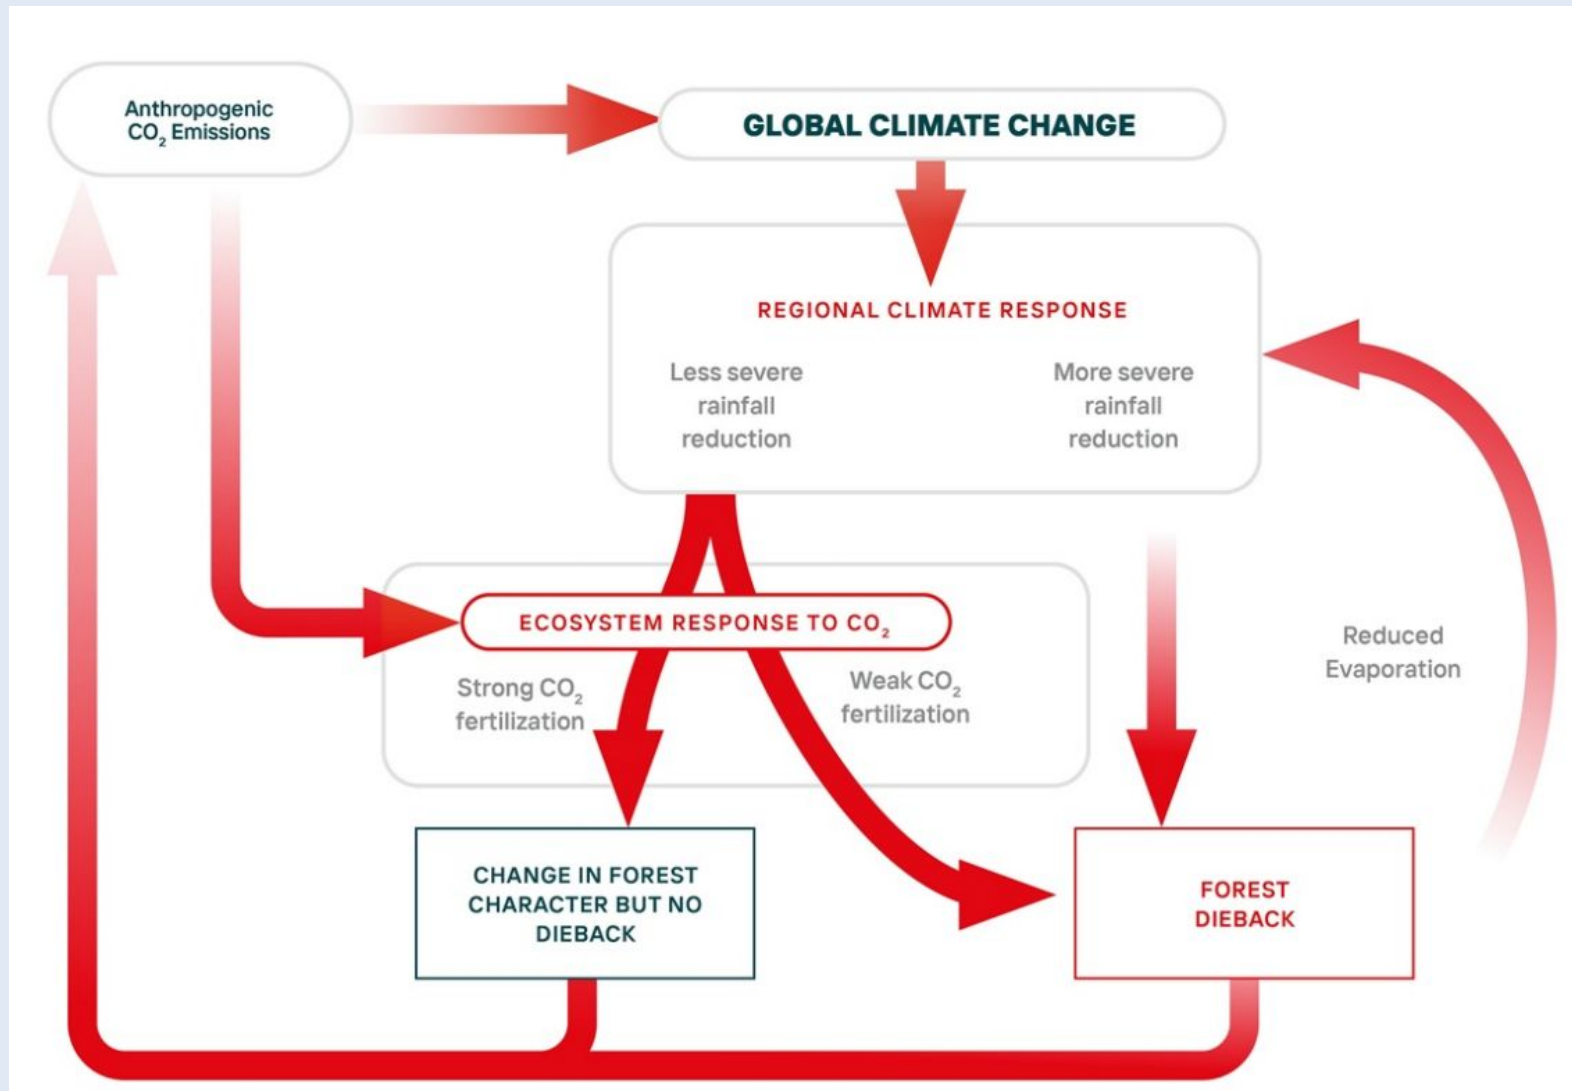 Anthropogenic
CO₂ Emissions
GLOBAL CLIMATE CHANGE
REGIONAL CLIMATE RESPONSE
Less severe
rainfall
reduction
More severe
rainfall
reduction
ECOSYSTEM RESPONSE TO CO₂
Strong CO₂
fertilization
Weak CO₂
fertilization
Reduced
Evaporation
CHANGE IN FOREST
CHARACTER BUT NO
DIEBACK
FOREST
DIEBACK